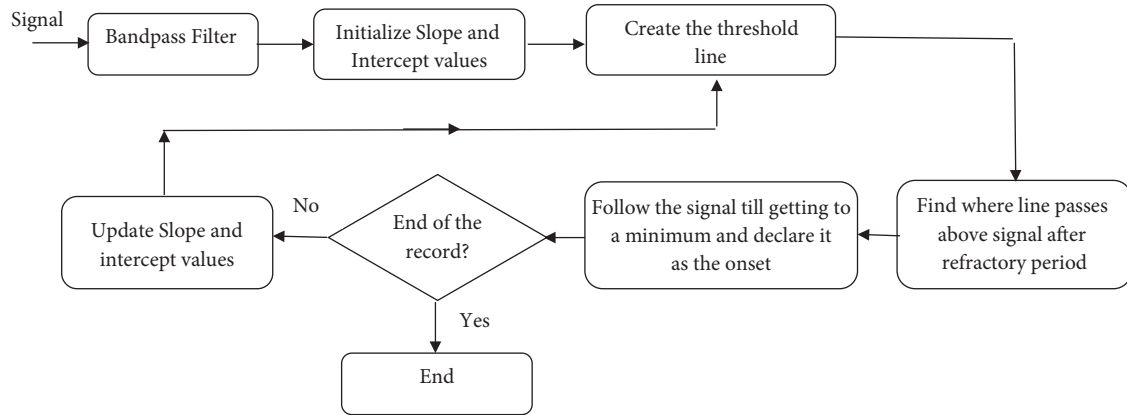 Signal
Bandpass Filter
Initialize Slope and
Intercept values
Create the threshold
line
Find where line passes
above signal after
refractory period
Follow the signal till getting to
a minimum and declare it
as the onset
End of the
record?
No
Update Slope and
intercept values
Yes
End